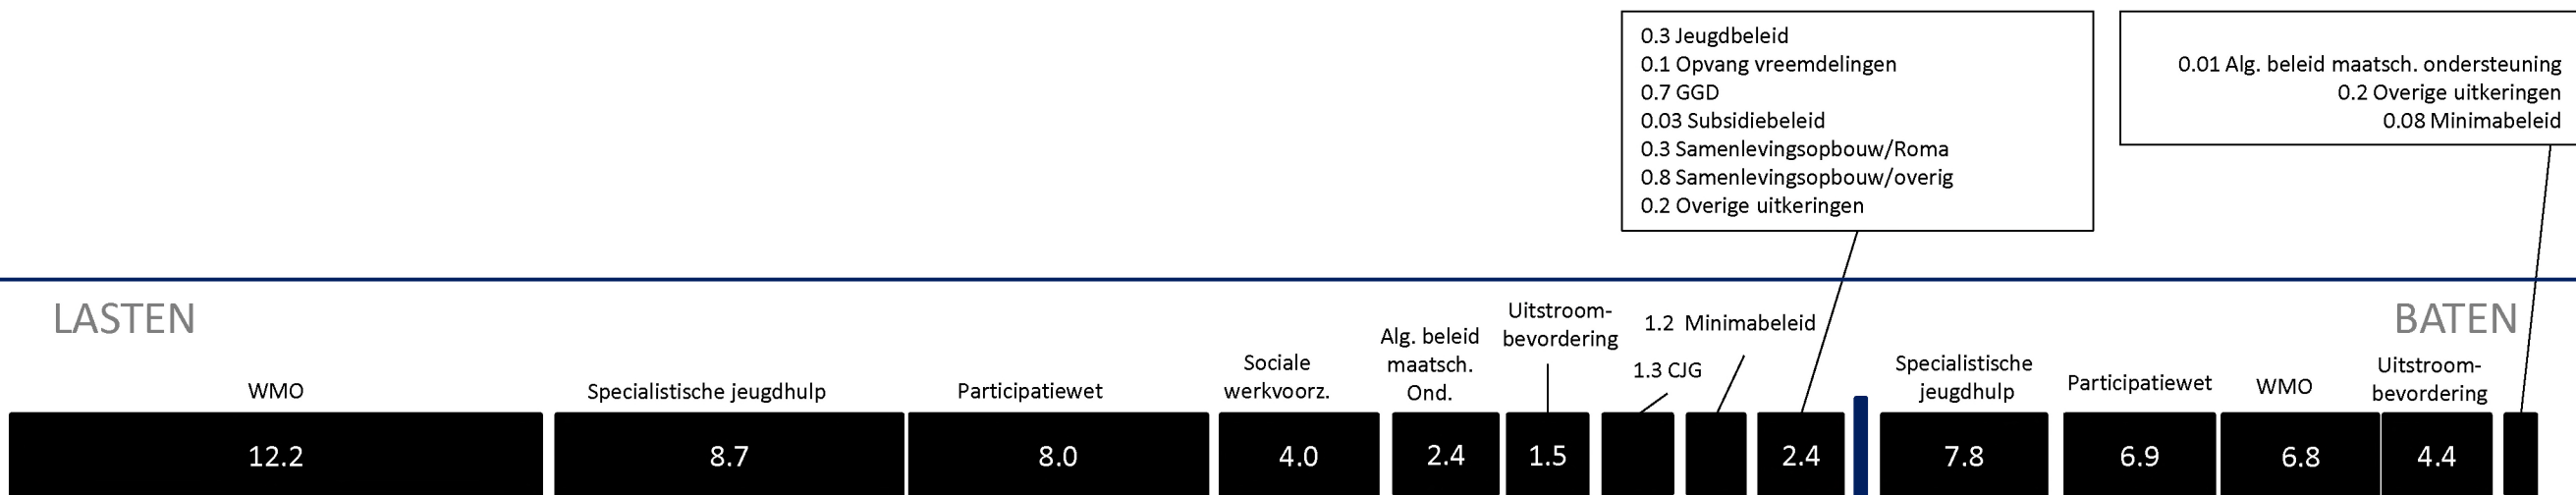 0.3 Jeugdbeleid
0.1 Opvang vreemdelingen
0.7 GGD
0.03 Subsidiebeleid
0.3 Samenlevingsopbouw/Roma
0.8 Samenlevingsopbouw/overig
0.2 Overige uitkeringen
0.01 Alg. beleid maatsch. ondersteuning
0.2 Overige uitkeringen
0.08 Minimabeleid
LASTEN
BATEN
WMO
Specialistische jeugdhulp
Participatiewet
Sociale
werkvoorz.
Alg. beleid
maatsch.
Ond.
Uitstroom-
bevordering
1.3 CJG
1.2 Minimabeleid
Specialistische
jeugdhulp
Participatiewet
WMO
Uitstroom-
bevordering
12.2
8.7
8.0
4.0
2.4
1.5
2.4
7.8
6.9
6.8
4.4